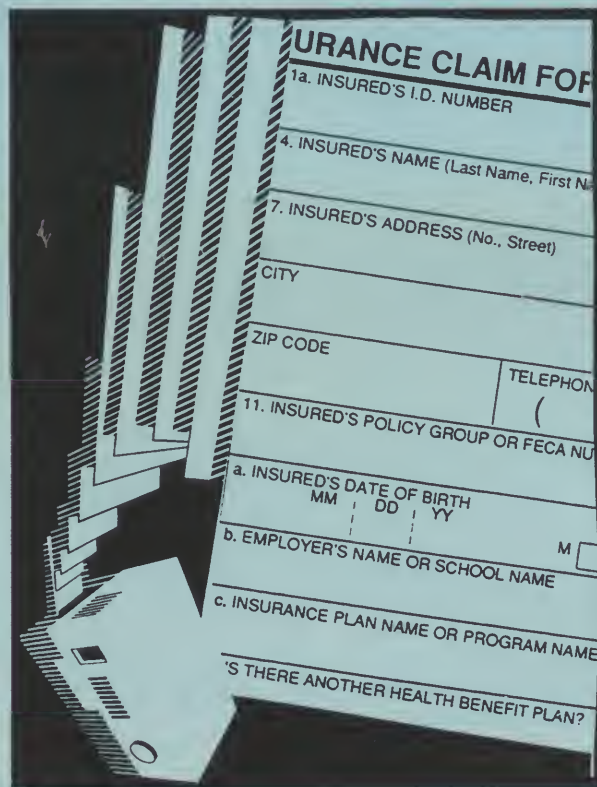 URANCE CLAIM FOR
1a. INSURED'S I.D. NUMBER
4. INSURED'S NAME (Last Name, First N
7. INSURED'S ADDRESS (No., Street)
CITY
ZIP CODE
TELEPHON
(
11. INSURED'S POLICY GROUP OR FECA NU
a. INSURED'S DATE OF BIRTH
MM DD YY
M
b. EMPLOYER'S NAME OR SCHOOL NAME
c. INSURANCE PLAN NAME OR PROGRAM NAME
'S THERE ANOTHER HEALTH BENEFIT PLAN?